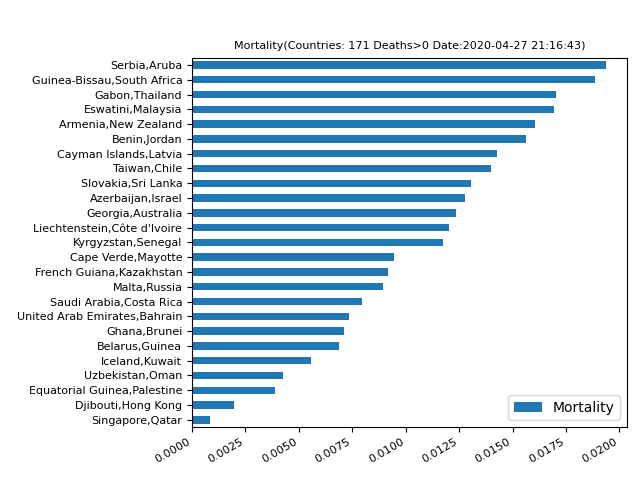 Mortality(Countries: 171 Deaths>0 Date:2020-04-27 21:16:43)
Serbia,Aruba
Guinea-Bissau,South Africa
Gabon,Thailand
Eswatini,Malaysia
Armenia,New Zealand
Benin,Jordan
Cayman Islands,Latvia
Taiwan,Chile
Slovakia,Sri Lanka
Azerbaijan,Israel
Georgia,Australia
Liechtenstein,Côte d'Ivoire
Kyrgyzstan,Senegal
Cape Verde,Mayotte
French Guiana,Kazakhstan
Malta,Russia
Saudi Arabia,Costa Rica
United Arab Emirates,Bahrain
Ghana,Brunei
Belarus,Guinea
Iceland,Kuwait
Uzbekistan,Oman
Equatorial Guinea,Palestine
Djibouti,Hong Kong
Singapore,Qatar
Mortality
0.0000 0.0025 0.0050 0.0075 0.0100 0.0125 0.0150 0.0175 0.0200